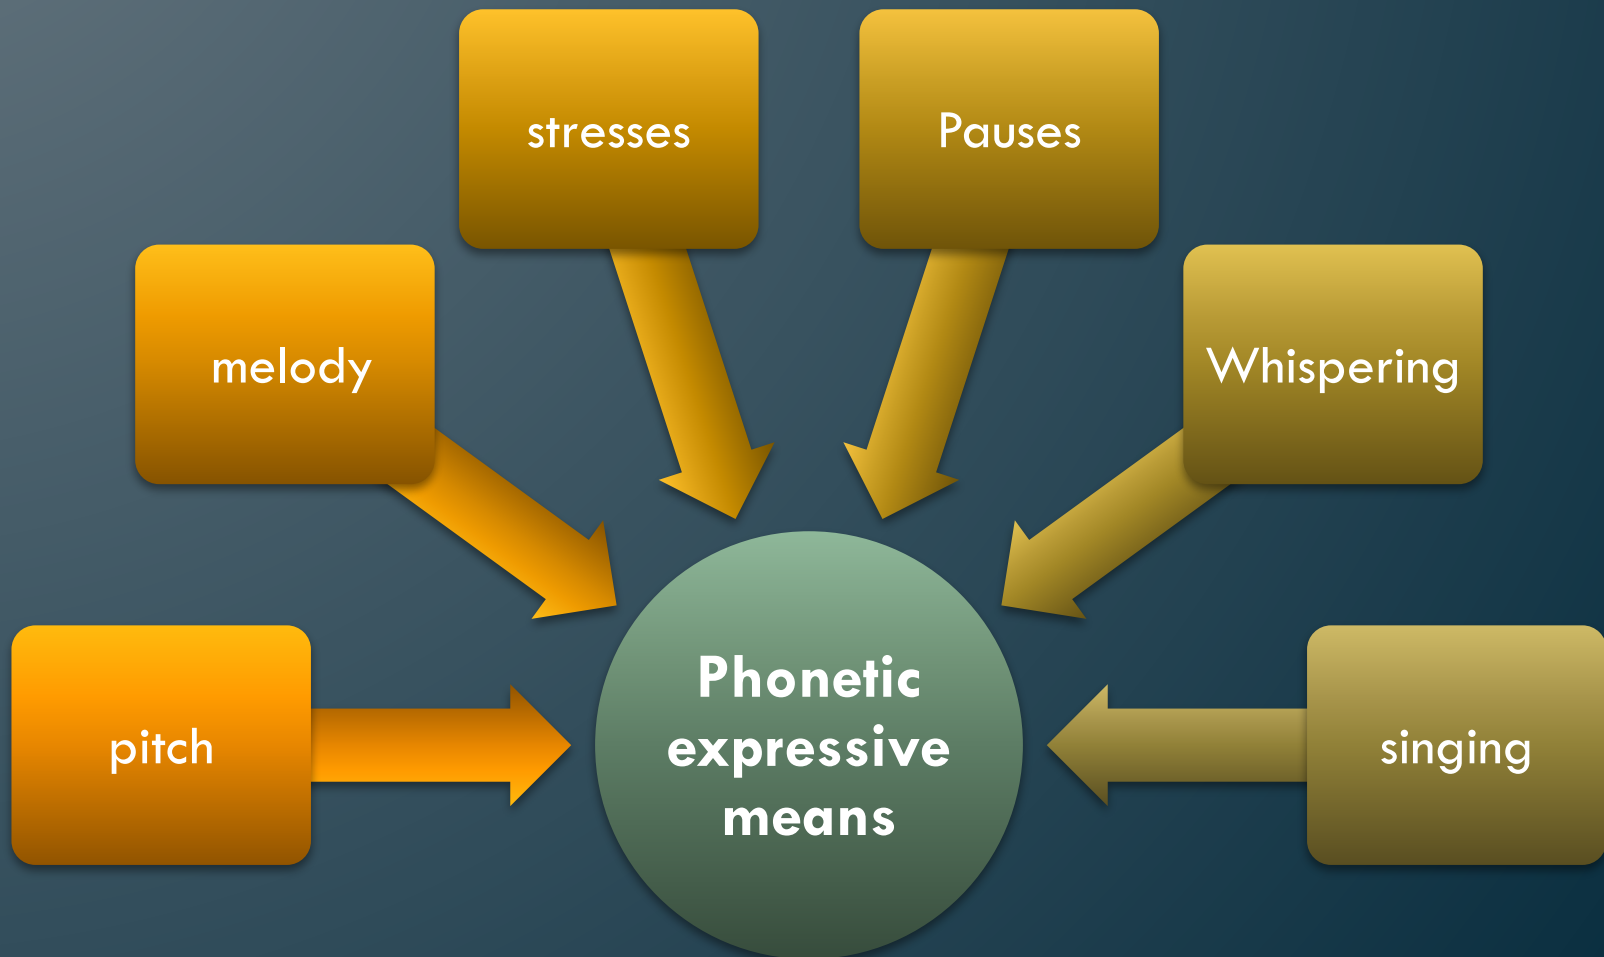 stresses
Pauses
melody
Whispering
pitch
Phonetic
expressive
means
singing